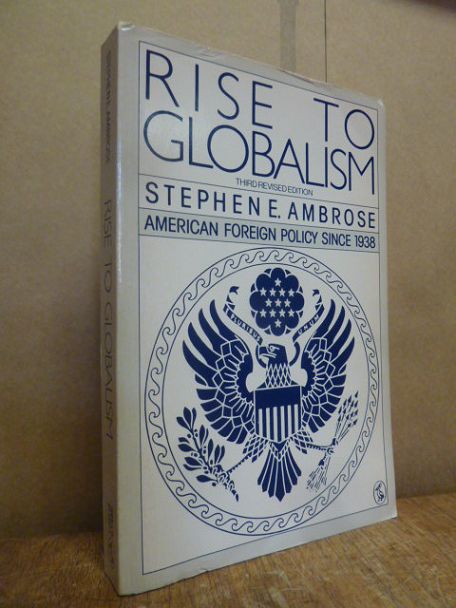 RISE TO
GLOBALISM
THIRD REVISED EDITION
STEPHEN E. AMBROSE
AMERICAN FOREIGN POLICY SINCE 1938
E PLURIBUS UNUM
STEPHEN E. AMBROSE
RISE TO GLOBALISM